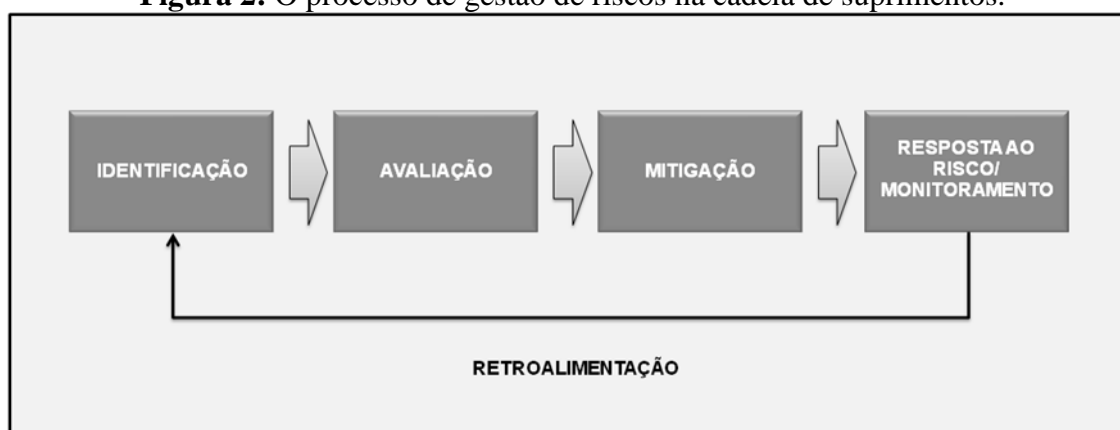 Figura 2: O processo de gestão de riscos na cadeia de suprimentos.
IDENTIFICAÇÃO
AVALIAÇÃO
MITIGAÇÃO
RESPOSTA AO
RISCO/
MONITORAMENTO
RETROALIMENTAÇÃO